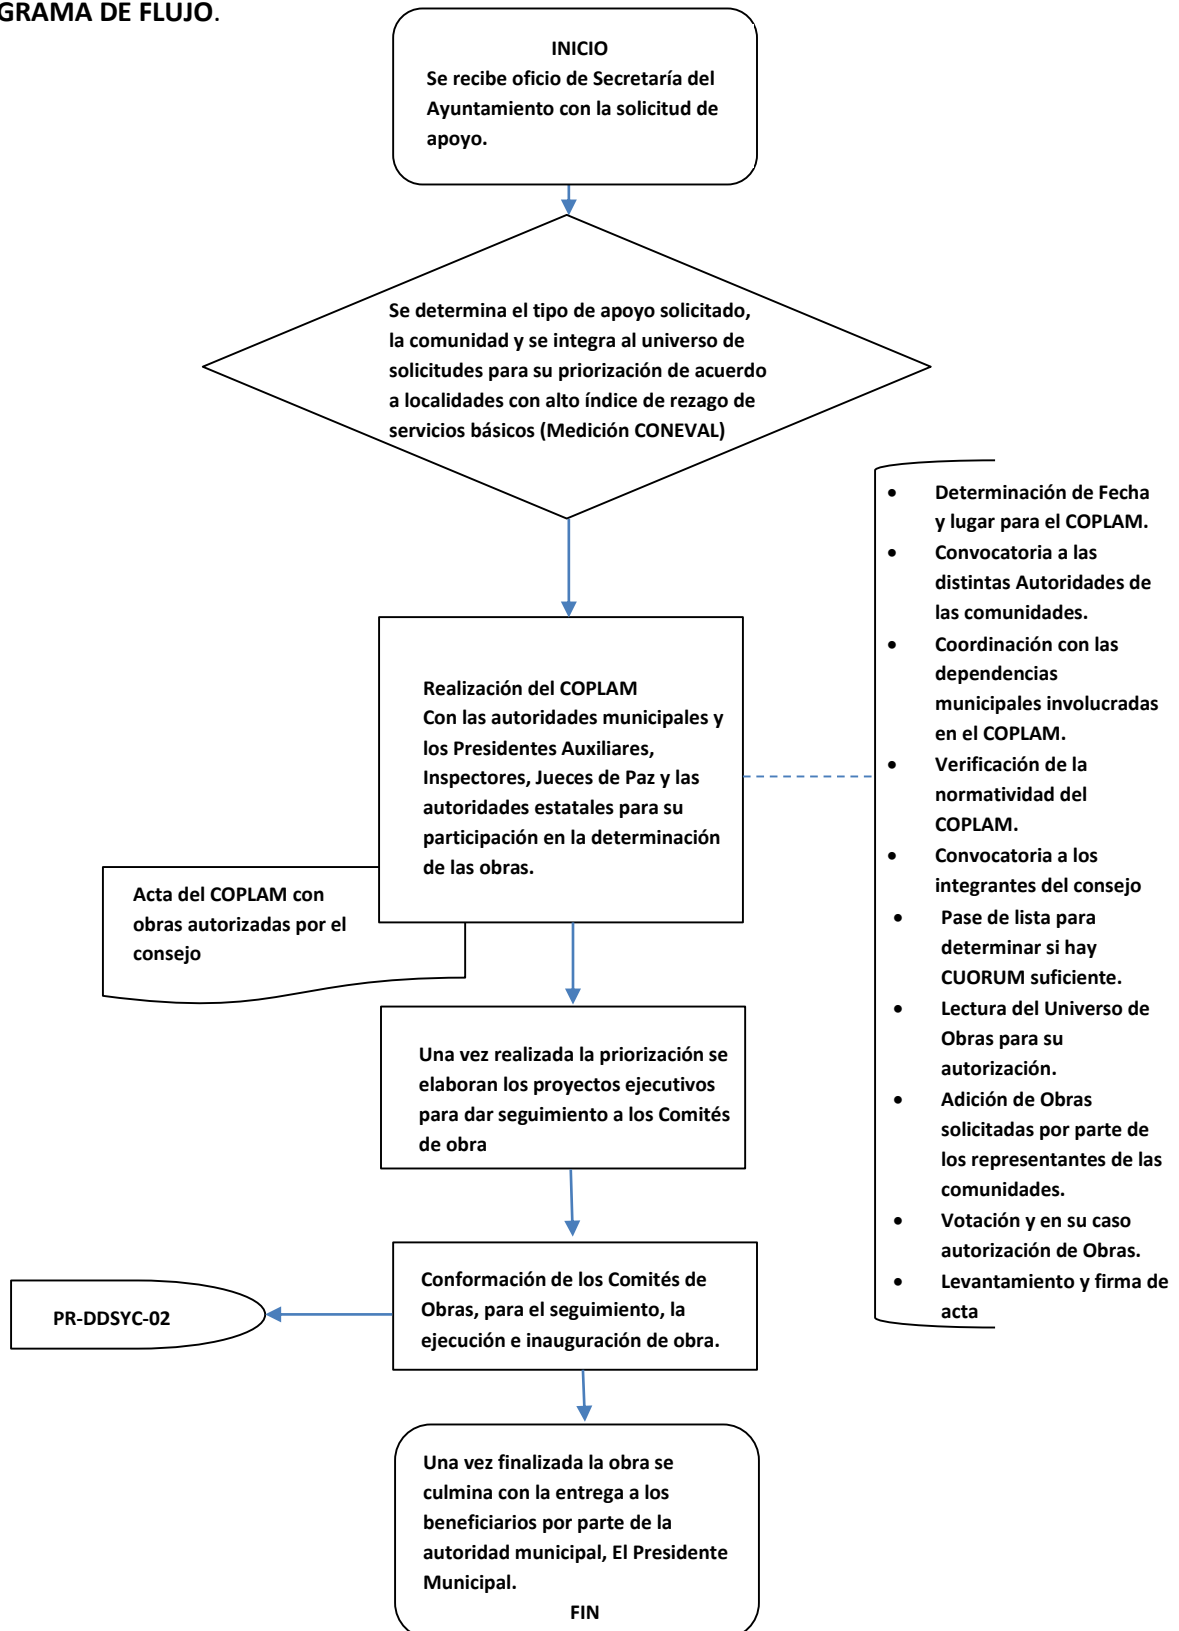 GRAMA DE FLUJO.
INICIO
Se recibe oficio de Secretaría del
Ayuntamiento con la solicitud de
apoyo.
Se determina el tipo de apoyo solicitado,
la comunidad y se integra al universo de
solicitudes para su priorización de acuerdo
a localidades con alto índice de rezago de
servicios básicos (Medición CONEVAL)
Realización del COPLAM
Con las autoridades municipales y
los Presidentes Auxiliares,
Inspectores, Jueces de Paz y las
autoridades estatales para su
participación en la determinación
de las obras.
• Determinación de Fecha
y lugar para el COPLAM.
• Convocatoria a las
distintas Autoridades de
las comunidades.
• Coordinación con las
dependencias
municipales involucradas
en el COPLAM.
• Verificación de la
normatividad del
COPLAM.
• Convocatoria a los
integrantes del consejo
• Pase de lista para
determinar si hay
CUORUM suficiente.
• Lectura del Universo de
Obras para su
autorización.
• Adición de Obras
solicitadas por parte de
los representantes de las
comunidades.
• Votación y en su caso
autorización de Obras.
• Levantamiento y firma de
acta
Acta del COPLAM con
obras autorizadas por el
consejo
Una vez realizada la priorización se
elaboran los proyectos ejecutivos
para dar seguimiento a los Comités
de obra
Conformación de los Comités de
Obras, para el seguimiento, la
ejecución e inauguración de obra.
PR-DDSYC-02
Una vez finalizada la obra se
culmina con la entrega a los
beneficiarios por parte de la
autoridad municipal, El Presidente
Municipal.
FIN